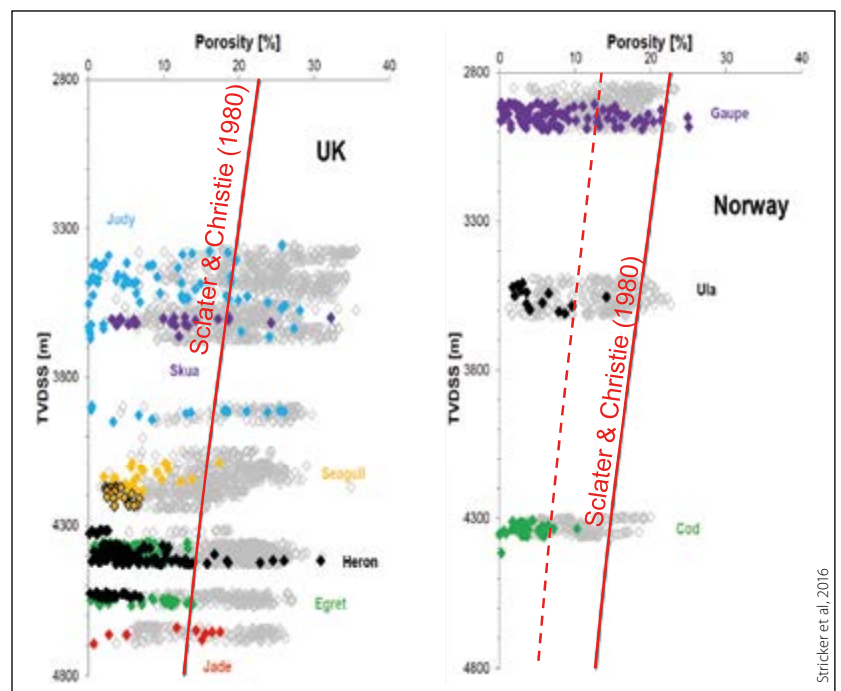 Porosity [%]
0 10 20 30 40
2800
3300
3800
4300
4800
TVDSS [m]
UK
Sclater & Christie (1980)
Judy
Skua
Seagull
Heron
Egret
Jade
Porosity [%]
0 10 20 30 40
2800
3300
3800
4300
4800
TVDSS [m]
Norway
Sclater & Christie (1980)
Gaupe
Ula
Cod
Stricker et al, 2016